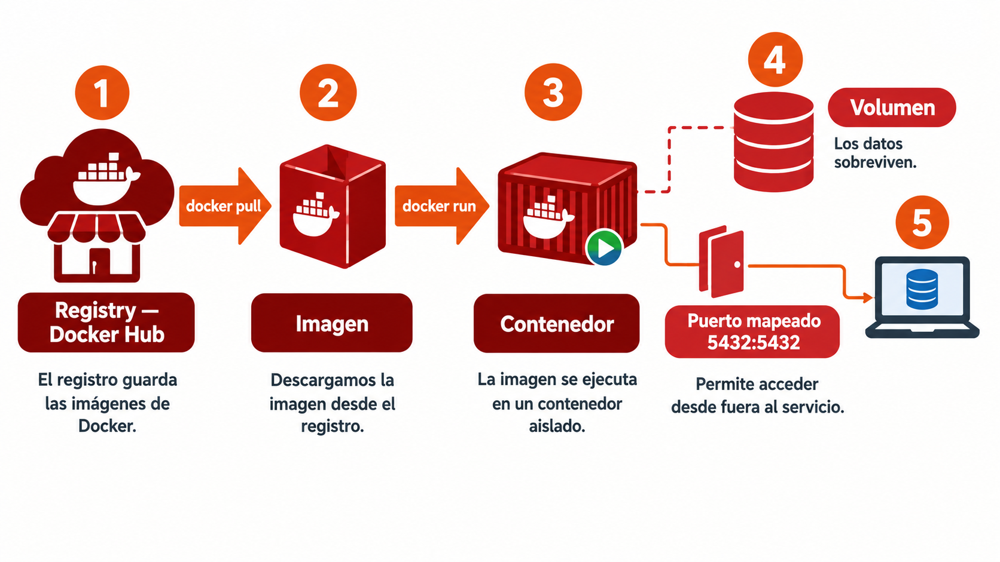 1
2
3
4
Volumen
Los datos
sobreviven.
docker pull
docker run
5
Registry —
Docker Hub
Imagen
Contenedor
Puerto mapeado
5432:5432
El registro guarda
las imágenes de
Docker.
Descargamos la
imagen desde el
registro.
La imagen se ejecuta
en un contenedor
aislado.
Permite acceder
desde fuera al servicio.